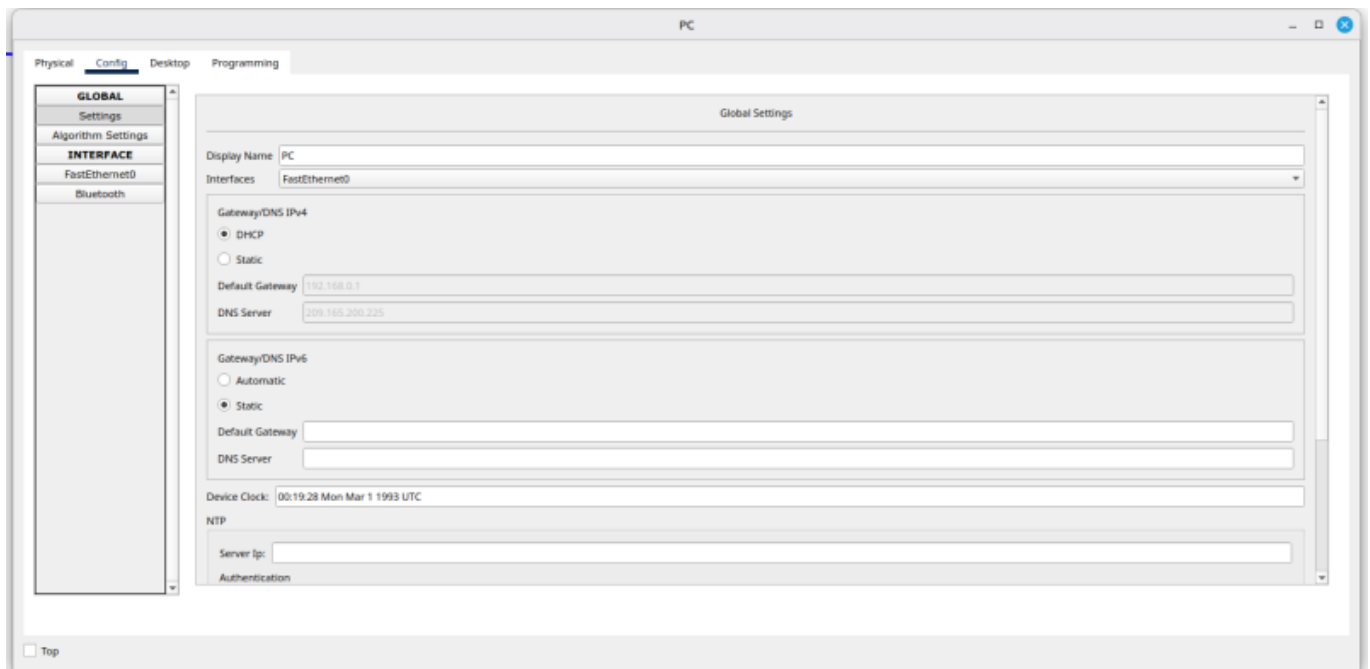 PC
Physical Config Desktop Programming
GLOBAL
Settings
Algorithm Settings
INTERFACE
FastEthernet0
Bluetooth
Global Settings
Display Name PC
Interfaces FastEthernet0
Gateway/DNS IPv4
DHCP
Static
Default Gateway 192.168.0.1
DNS Server 209.165.200.225
Gateway/DNS IPv6
Automatic
Static
Default Gateway
DNS Server
Device Clock: 00:19:28 Mon Mar 1 1993 UTC
NTP
Server Ip:
Authentication
Top